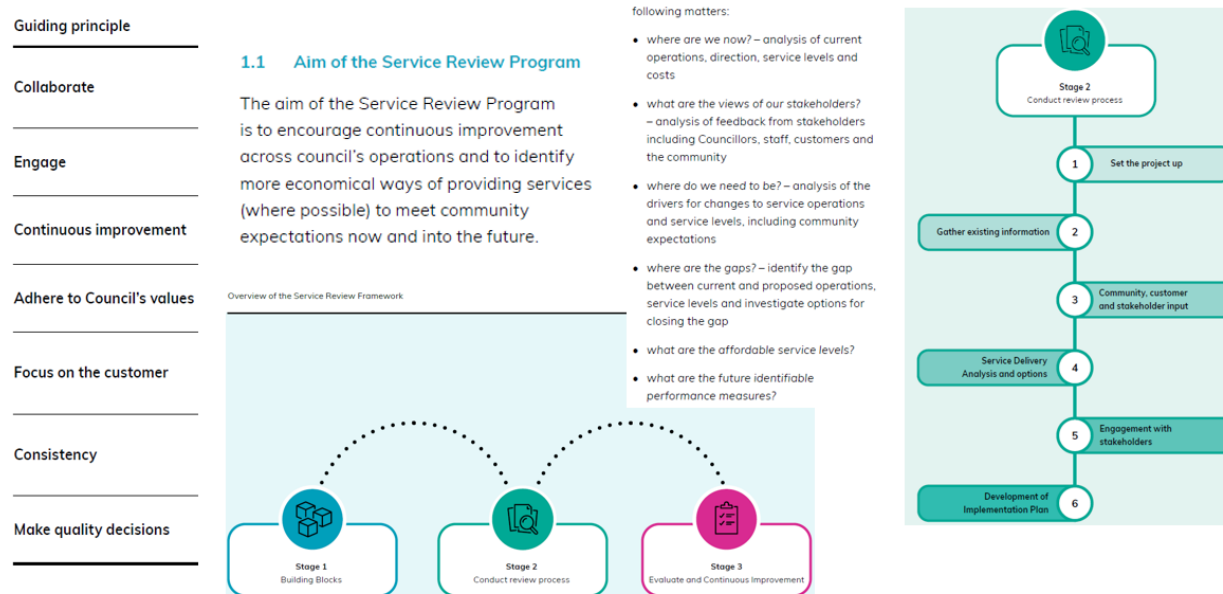 Guiding principle
Collaborate
Engage
Continuous improvement
Adhere to Council's values
Focus on the customer
Consistency
Make quality decisions
1.1 Aim of the Service Review Program
The aim of the Service Review Program
is to encourage continuous improvement
across council's operations and to identify
more economical ways of providing services
(where possible) to meet community
expectations now and into the future.
Overview of the Service Review Framework
Stage 1
Building Blocks
Stage 2
Conduct review process
Stage 3
Evaluate and Continuous Improvement
following matters:
• where are we now? – analysis of current
operations, direction, service levels and
costs
• what are the views of our stakeholders?
– analysis of feedback from stakeholders
including Councillors, staff, customers and
the community
• where do we need to be? – analysis of the
drivers for changes to service operations
and service levels, including community
expectations
• where are the gaps? – identify the gap
between current and proposed operations,
service levels and investigate options for
closing the gap
• what are the affordable service levels?
• what are the future identifiable
performance measures?
Stage 2
Conduct review process
1 Set the project up
Gather existing information 2
3 Community, customer
and stakeholder input
Service Delivery
Analysis and options 4
5 Engagement with
stakeholders
Development of
Implementation Plan 6